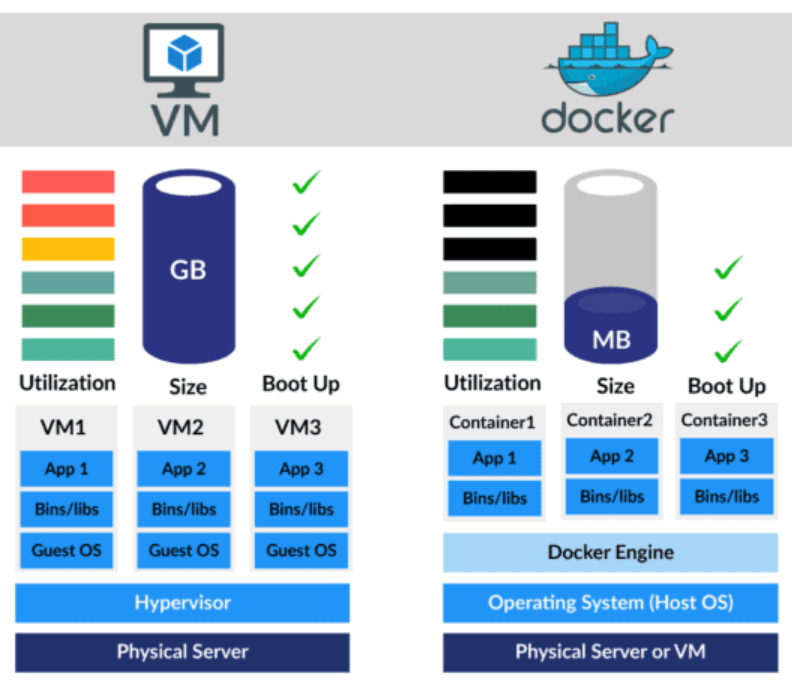 VM
docker
GB
MB
Utilization
Size
Boot Up
Utilization
Size
Boot Up
VM1
VM2
VM3
App 1
App 2
App 3
Bins/libs
Bins/libs
Bins/libs
Guest OS
Guest OS
Guest OS
Hypervisor
Physical Server
Container1
Container2
Container3
App 1
App 2
App 3
Bins/libs
Bins/libs
Bins/libs
Docker Engine
Operating System (Host OS)
Physical Server or VM